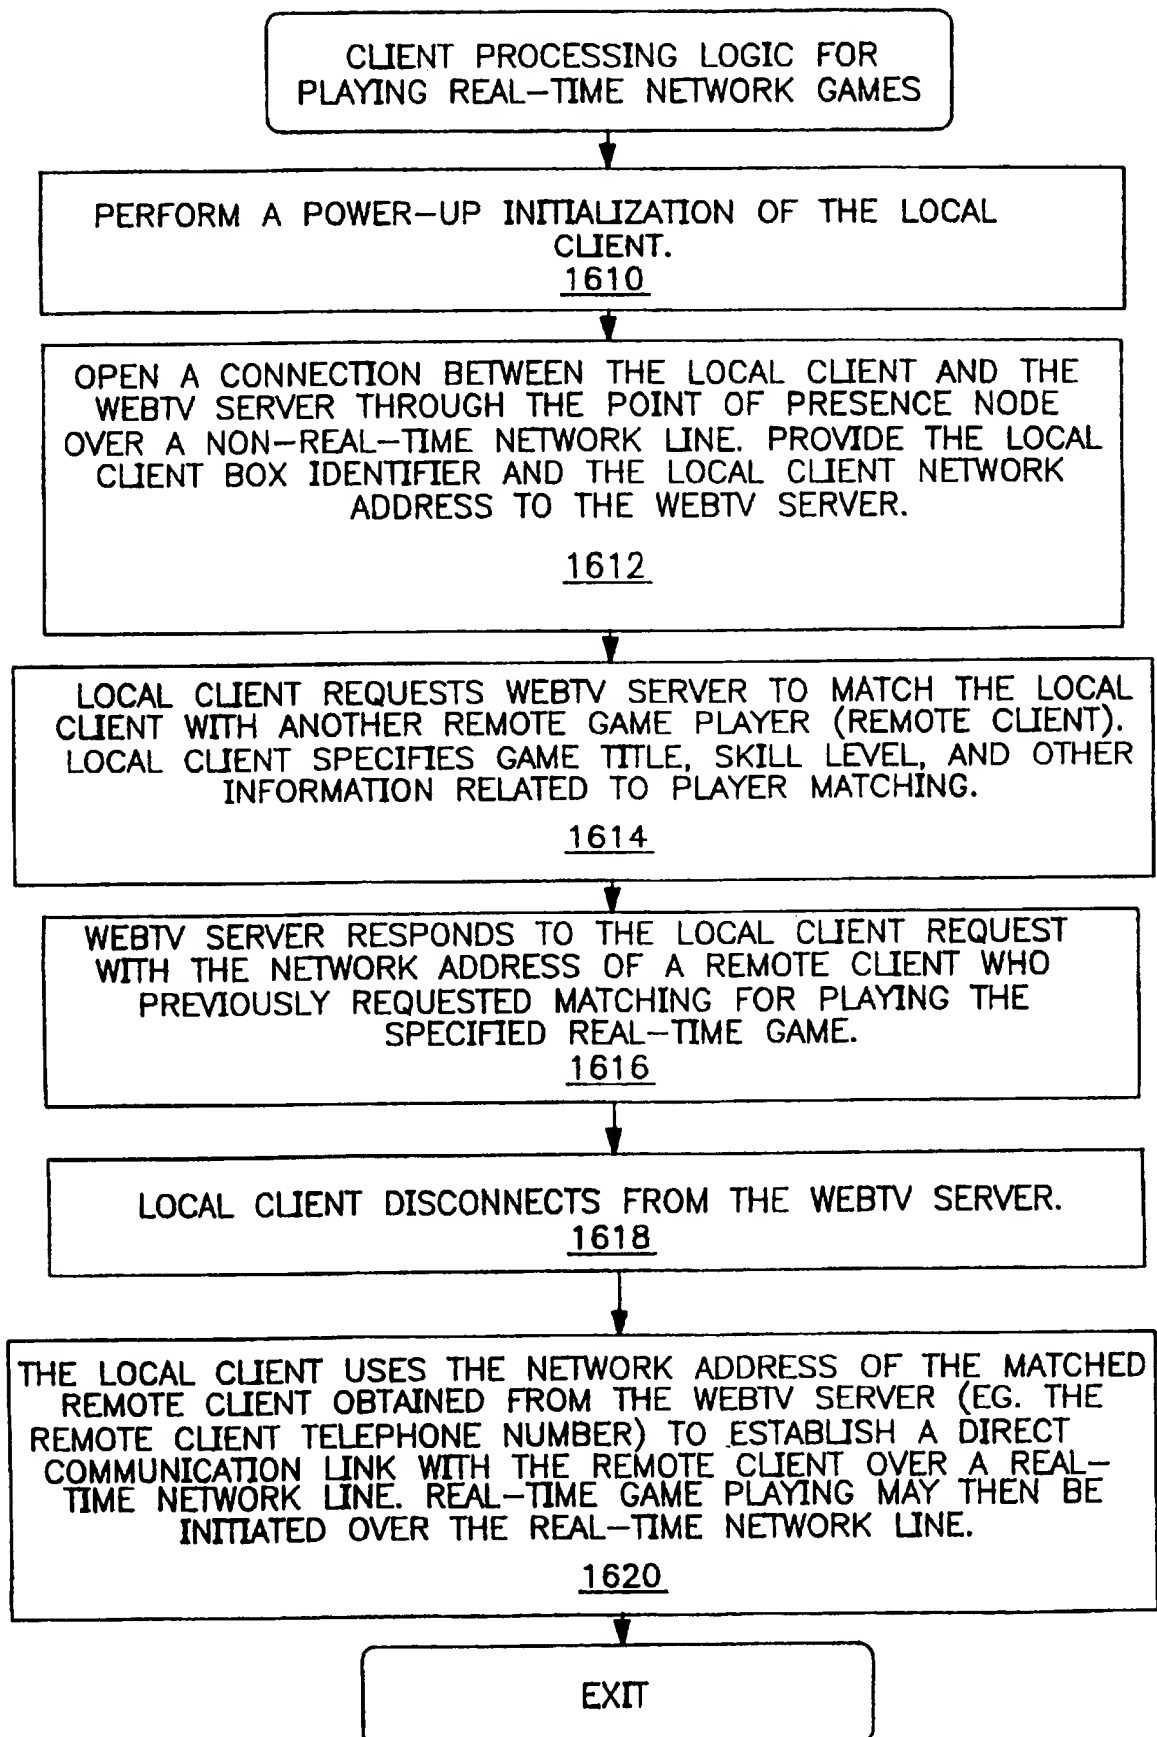 CLIENT PROCESSING LOGIC FOR
PLAYING REAL-TIME NETWORK GAMES
PERFORM A POWER-UP INITIALIZATION OF THE LOCAL
CLIENT.
1610
OPEN A CONNECTION BETWEEN THE LOCAL CLIENT AND THE
WEBTV SERVER THROUGH THE POINT OF PRESENCE NODE
OVER A NON-REAL-TIME NETWORK LINE. PROVIDE THE LOCAL
CLIENT BOX IDENTIFIER AND THE LOCAL CLIENT NETWORK
ADDRESS TO THE WEBTV SERVER.
1612
LOCAL CLIENT REQUESTS WEBTV SERVER TO MATCH THE LOCAL
CLIENT WITH ANOTHER REMOTE GAME PLAYER (REMOTE CLIENT).
LOCAL CLIENT SPECIFIES GAME TITLE, SKILL LEVEL, AND OTHER
INFORMATION RELATED TO PLAYER MATCHING.
1614
WEBTV SERVER RESPONDS TO THE LOCAL CLIENT REQUEST
WITH THE NETWORK ADDRESS OF A REMOTE CLIENT WHO
PREVIOUSLY REQUESTED MATCHING FOR PLAYING THE
SPECIFIED REAL-TIME GAME.
1616
LOCAL CLIENT DISCONNECTS FROM THE WEBTV SERVER.
1618
THE LOCAL CLIENT USES THE NETWORK ADDRESS OF THE MATCHED
REMOTE CLIENT OBTAINED FROM THE WEBTV SERVER (EG. THE
REMOTE CLIENT TELEPHONE NUMBER) TO ESTABLISH A DIRECT
COMMUNICATION LINK WITH THE REMOTE CLIENT OVER A REAL-
TIME NETWORK LINE. REAL-TIME GAME PLAYING MAY THEN BE
INITIATED OVER THE REAL-TIME NETWORK LINE.
1620
EXIT